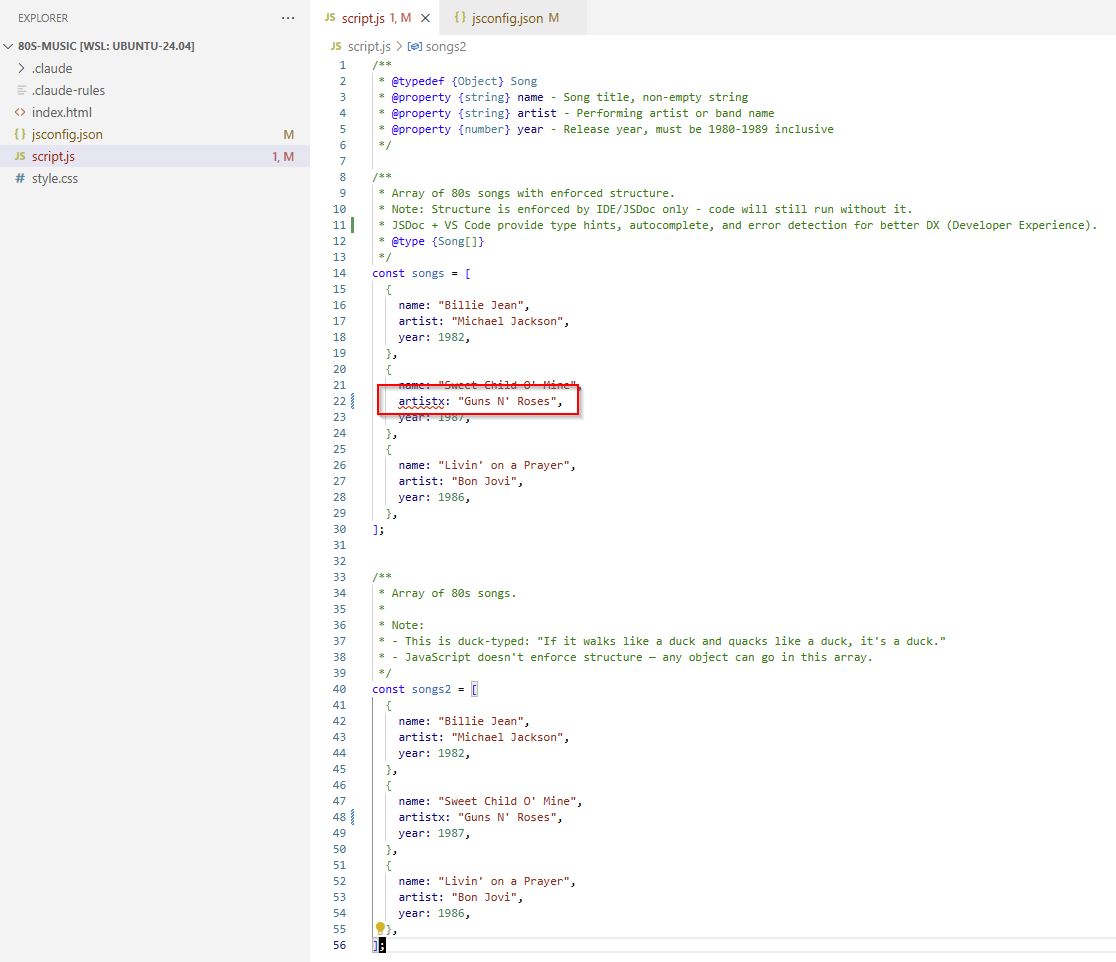 EXPLORER
···
80S-MUSIC [WSL: UBUNTU-24.04]
.claude
.claude-rules
index.html
{} jsconfig.json M
JS script.js 1, M
# style.css
JS script.js 1, M
{} jsconfig.json M
JS script.js > songs2
1 /**
2 * @typedef {Object} Song
3 * @property {string} name - Song title, non-empty string
4 * @property {string} artist - Performing artist or band name
5 * @property {number} year - Release year, must be 1980-1989 inclusive
6 */
7
8 /**
9 * Array of 80s songs with enforced structure.
10 * Note: Structure is enforced by IDE/JSDoc only - code will still run without it.
11 * JSDoc + VS Code provide type hints, autocomplete, and error detection for better DX (Developer Experience).
12 * @type {Song[]}
13 */
14 const songs = [
15 {
16 name: "Billie Jean",
17 artist: "Michael Jackson",
18 year: 1982,
19 },
20 {
21 name: "Sweet Child O' Mine",
22 artistx: "Guns N' Roses",
23 year: 1987,
24 },
25 {
26 name: "Livin' on a Prayer",
27 artist: "Bon Jovi",
28 year: 1986,
29 },
30 ];
31
32
33 /**
34 * Array of 80s songs.
35 *
36 * Note:
37 * - This is duck-typed: "If it walks like a duck and quacks like a duck, it's a duck."
38 * - JavaScript doesn't enforce structure — any object can go in this array.
39 */
40 const songs2 = [
41 {
42 name: "Billie Jean",
43 artist: "Michael Jackson",
44 year: 1982,
45 },
46 {
47 name: "Sweet Child O' Mine",
48 artistx: "Guns N' Roses",
49 year: 1987,
50 },
51 {
52 name: "Livin' on a Prayer",
53 artist: "Bon Jovi",
54 year: 1986,
55 },
56 ];